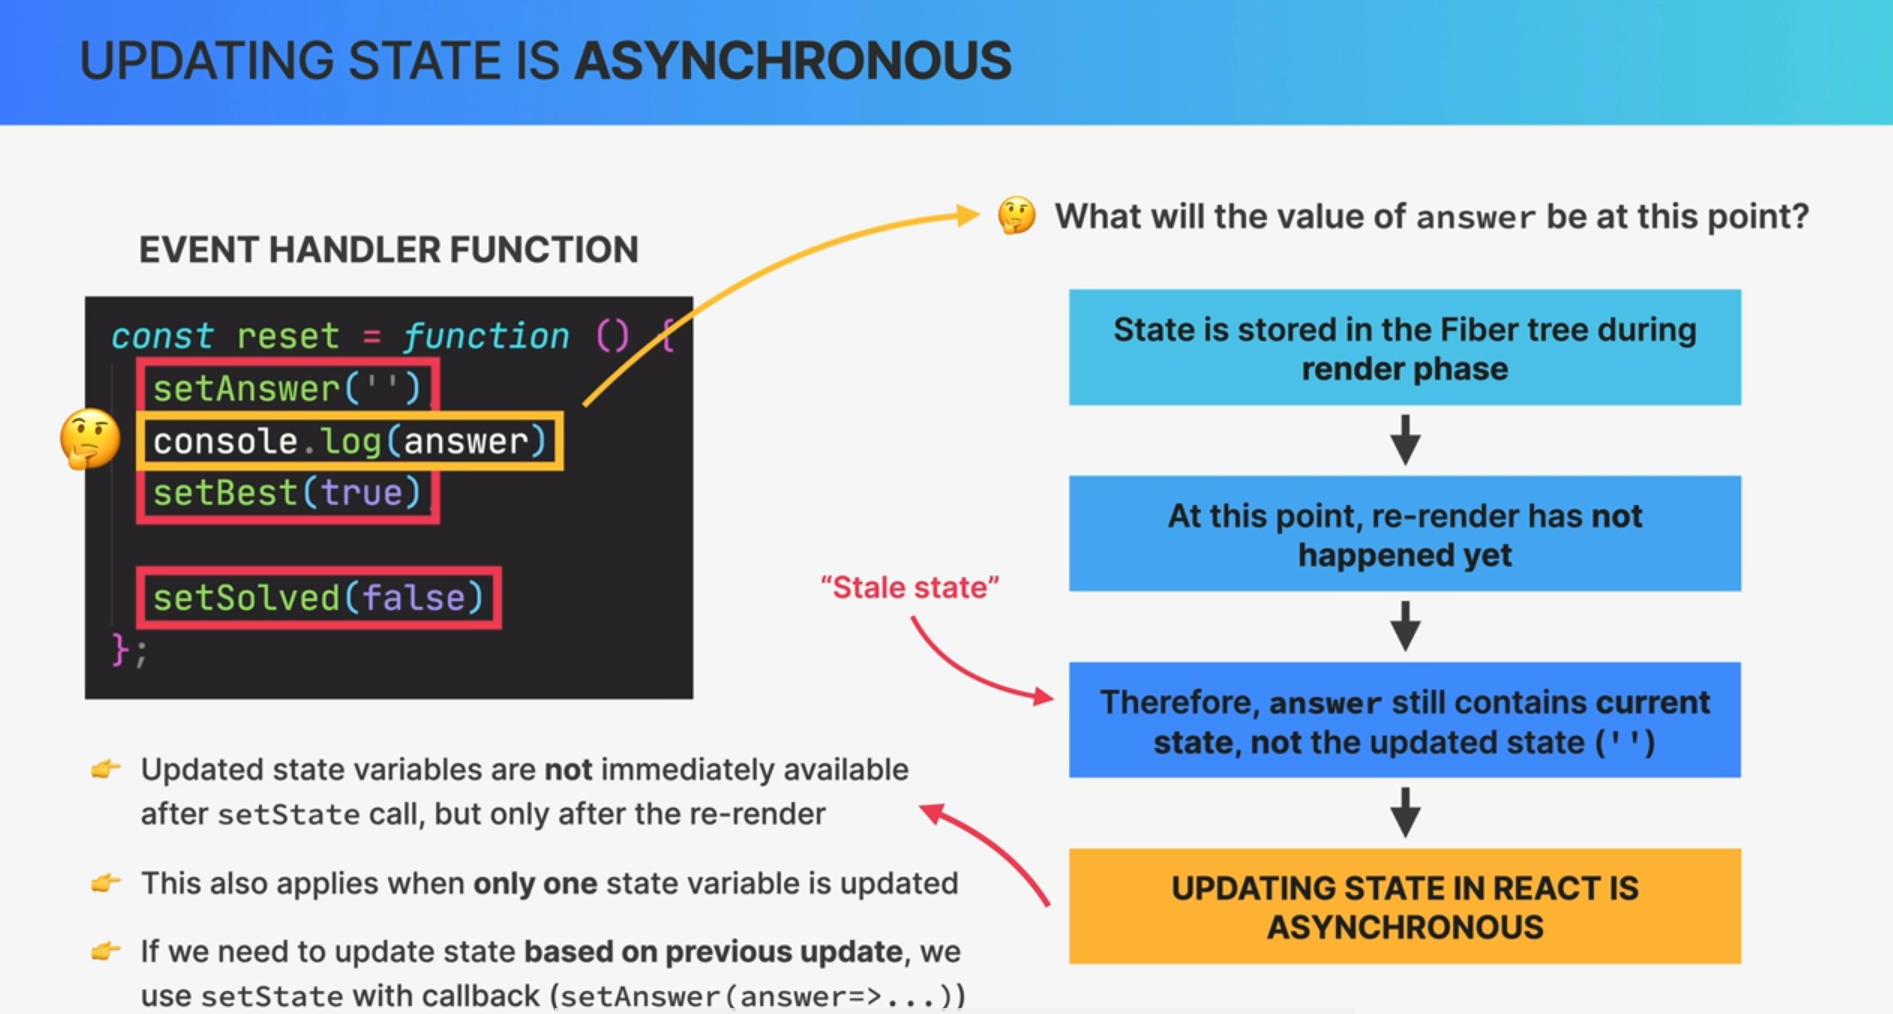 UPDATING STATE IS ASYNCHRONOUS
EVENT HANDLER FUNCTION
const reset = function () {
setAnswer('')
console.log(answer)
setBest(true)
setSolved(false)
};
Updated state variables are not immediately available
after setState call, but only after the re-render
This also applies when only one state variable is updated
If we need to update state based on previous update, we
use setState with callback (setAnswer(answer=>...))
What will the value of answer be at this point?
State is stored in the Fiber tree during
render phase
At this point, re-render has not
happened yet
“Stale state”
Therefore, answer still contains current
state, not the updated state ('')
UPDATING STATE IN REACT IS
ASYNCHRONOUS